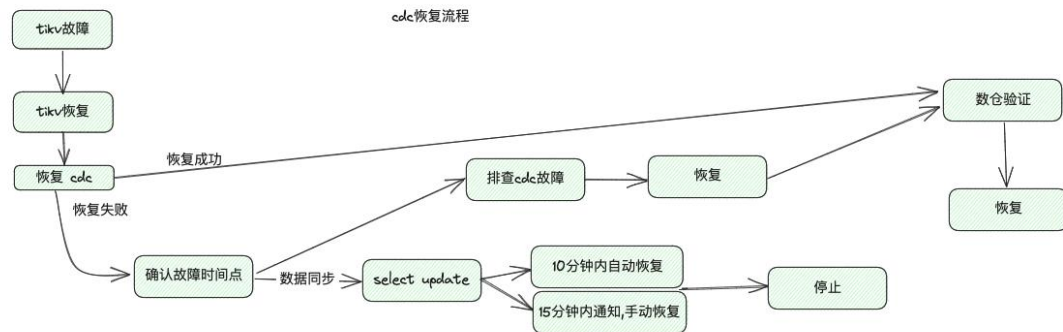 cdc恢复流程
tikv故障
tikv恢复
数仓验证
恢复成功
恢复 cdc
排查cdc故障
恢复
恢复失败
恢复
确认故障时间点
数据同步
select update
10分钟内自动恢复
15分钟内通知,手动恢复
停止